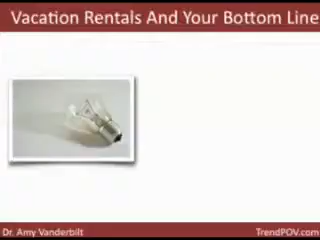 Vacation Rentals And Your Bottom Line
Dr. Amy Vanderbilt
TrendPOV.com